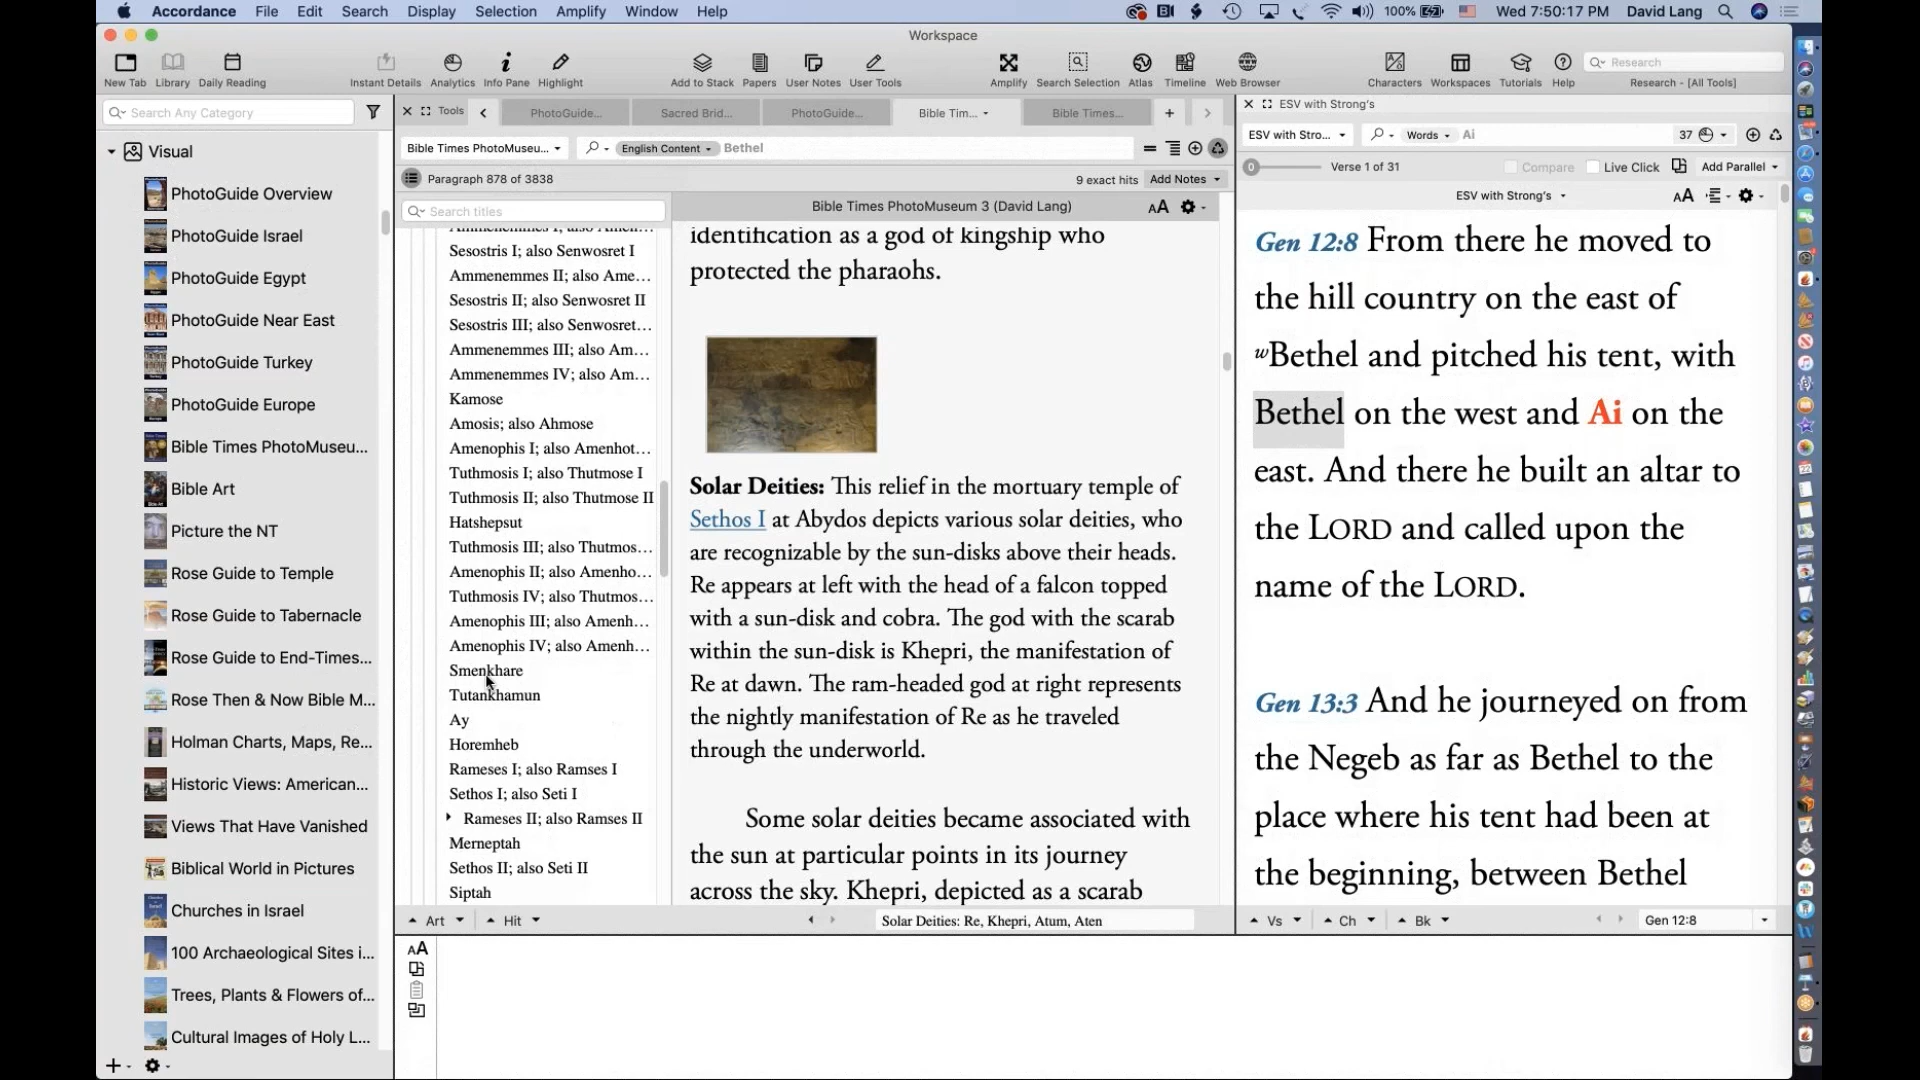 Accordance File Edit Search Display Selection Amplify Window Help
100% Wed 7:50:17 PM David Lang
Workspace
New Tab Library Daily Reading Instant Details Analytics Info Pane Highlight Add to Stack Papers User Notes User Tools Amplify Search Selection Atlas Timeline Web Browser Characters Workspaces Tutorials Help
Research
Research - [All Tools]
Search Any Category
Visual
PhotoGuide Overview
PhotoGuide Israel
PhotoGuide Egypt
PhotoGuide Near East
PhotoGuide Turkey
PhotoGuide Europe
Bible Times PhotoMuseu...
Bible Art
Picture the NT
Rose Guide to Temple
Rose Guide to Tabernacle
Rose Guide to End-Times...
Rose Then & Now Bible M...
Holman Charts, Maps, Re...
Historic Views: American...
Views That Have Vanished
Biblical World in Pictures
Churches in Israel
100 Archaeological Sites i...
Trees, Plants & Flowers of...
Cultural Images of Holy L...
Tools PhotoGuide... Sacred Brid... PhotoGuide... Bible Tim... Bible Times...
Bible Times PhotoMuseu... English Content Bethel
Paragraph 878 of 3838 9 exact hits Add Notes
Search titles
Sesostris I; also Senwosret I
Ammenemmes II; also Ame...
Sesostris II; also Senwosret II
Sesostris III; also Senwosret...
Ammenemmes III; also Am...
Ammenemmes IV; also Am...
Kamose
Amosis; also Ahmose
Amenophis I; also Amenhot...
Tuthmosis I; also Thutmose I
Tuthmosis II; also Thutmose II
Hatshepsut
Tuthmosis III; also Thutmos...
Amenophis II; also Amenho...
Tuthmosis IV; also Thutmos...
Amenophis III; also Amenh...
Amenophis IV; also Amenh...
Smenkhare
Tutankhamun
Ay
Horemheb
Rameses I; also Ramses I
Sethos I; also Seti I
Rameses II; also Ramses II
Merneptah
Sethos II; also Seti II
Siptah
Bible Times PhotoMuseum 3 (David Lang) AA
identification as a god of kingship who
protected the pharaohs.
Solar Deities: This relief in the mortuary temple of
Sethos I at Abydos depicts various solar deities, who
are recognizable by the sun-disks above their heads.
Re appears at left with the head of a falcon topped
with a sun-disk and cobra. The god with the scarab
within the sun-disk is Khepri, the manifestation of
Re at dawn. The ram-headed god at right represents
the nightly manifestation of Re as he traveled
through the underworld.
Some solar deities became associated with
the sun at particular points in its journey
across the sky. Khepri, depicted as a scarab
Art Hit Solar Deities: Re, Khepri, Atum, Aten
AA
ESV with Strong's
ESV with Stro... Words Ai 37
0 Verse 1 of 31 Compare Live Click Add Parallel
ESV with Strong's AA
Gen 12:8 From there he moved to
the hill country on the east of
wBethel and pitched his tent, with
Bethel on the west and Ai on the
east. And there he built an altar to
the LORD and called upon the
name of the LORD.
Gen 13:3 And he journeyed on from
the Negeb as far as Bethel to the
place where his tent had been at
the beginning, between Bethel
Vs Ch Bk Gen 12:8